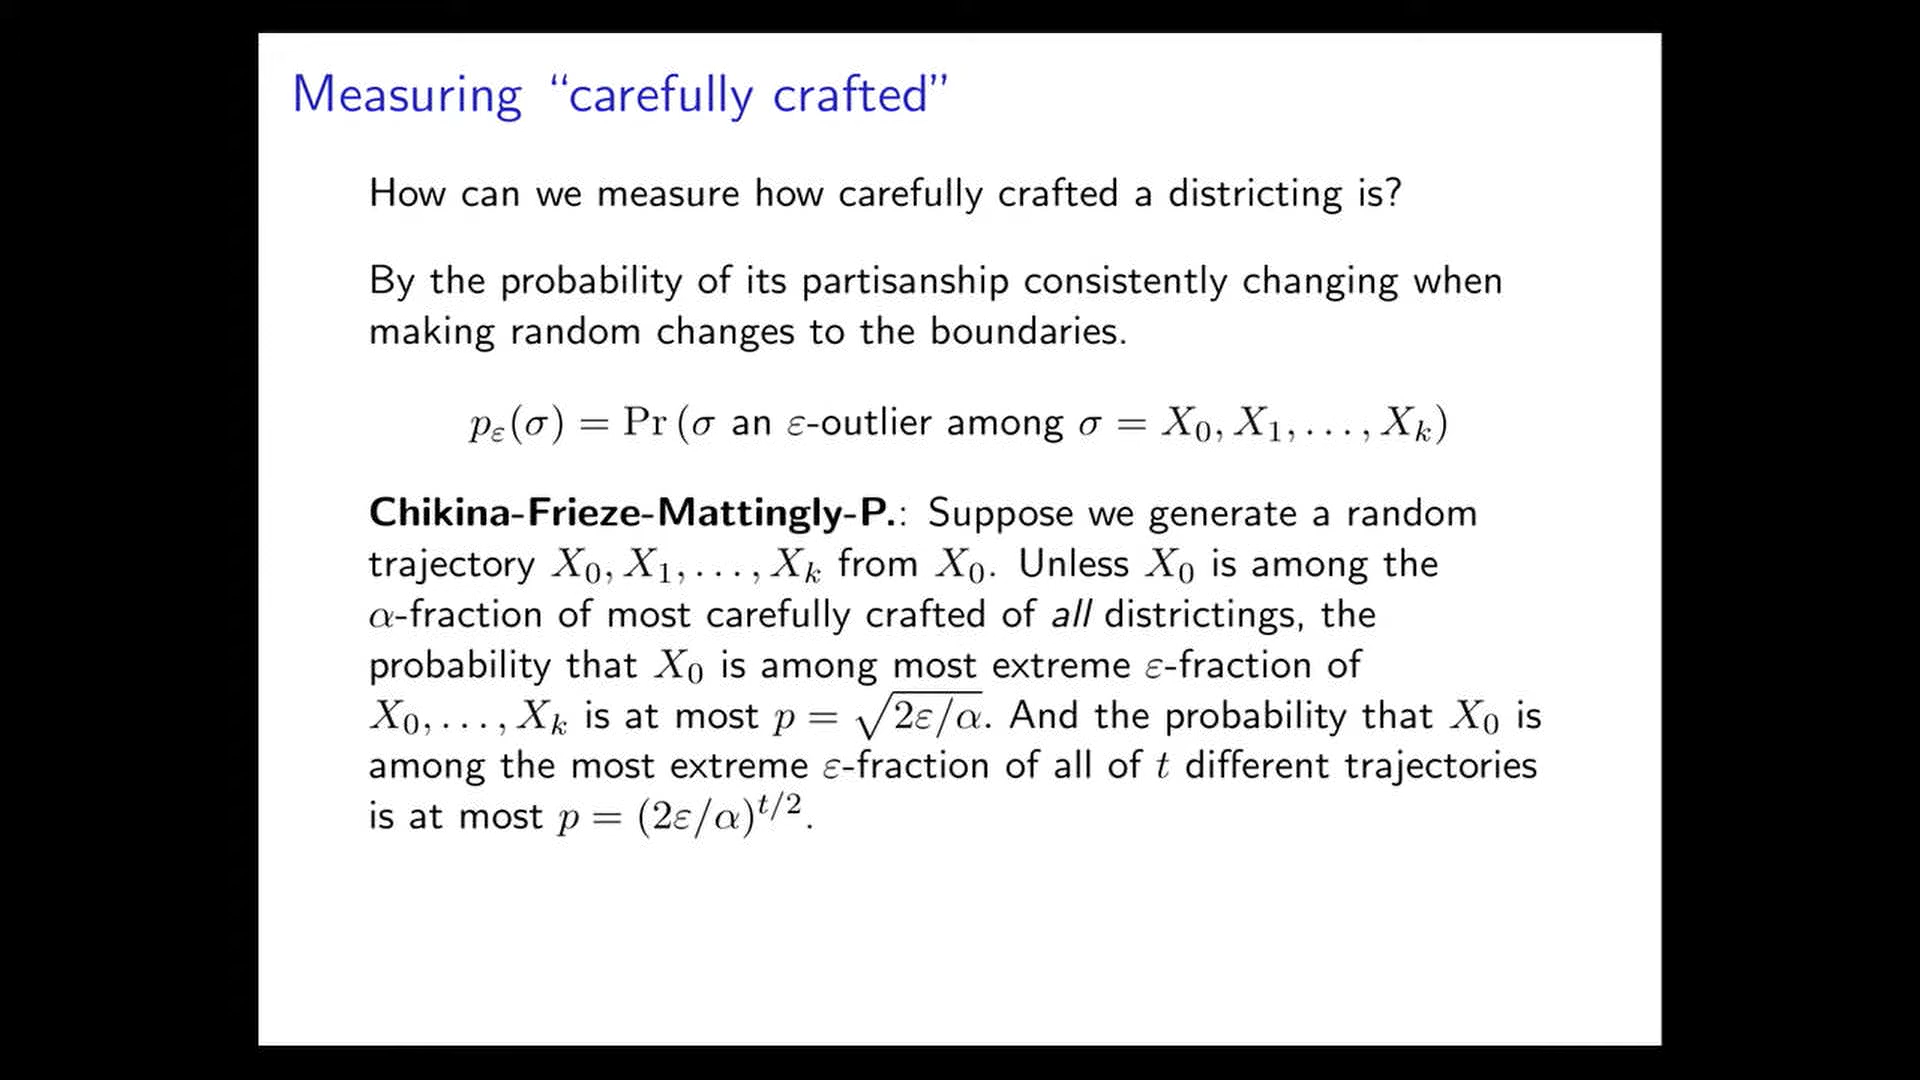 Measuring “carefully crafted”
How can we measure how carefully crafted a districting is?
By the probability of its partisanship consistently changing when
making random changes to the boundaries.
pε(σ) = Pr (σ an ε-outlier among σ = X₀, X₁, . . . , Xₖ)
Chikina-Frieze-Mattingly-P.: Suppose we generate a random
trajectory X₀, X₁, . . . , Xₖ from X₀. Unless X₀ is among the
α-fraction of most carefully crafted of all districtings, the
probability that X₀ is among most extreme ε-fraction of
X₀, . . . , Xₖ is at most p = √2ε/α. And the probability that X₀ is
among the most extreme ε-fraction of all of t different trajectories
is at most p = (2ε/α)^{t/2}.